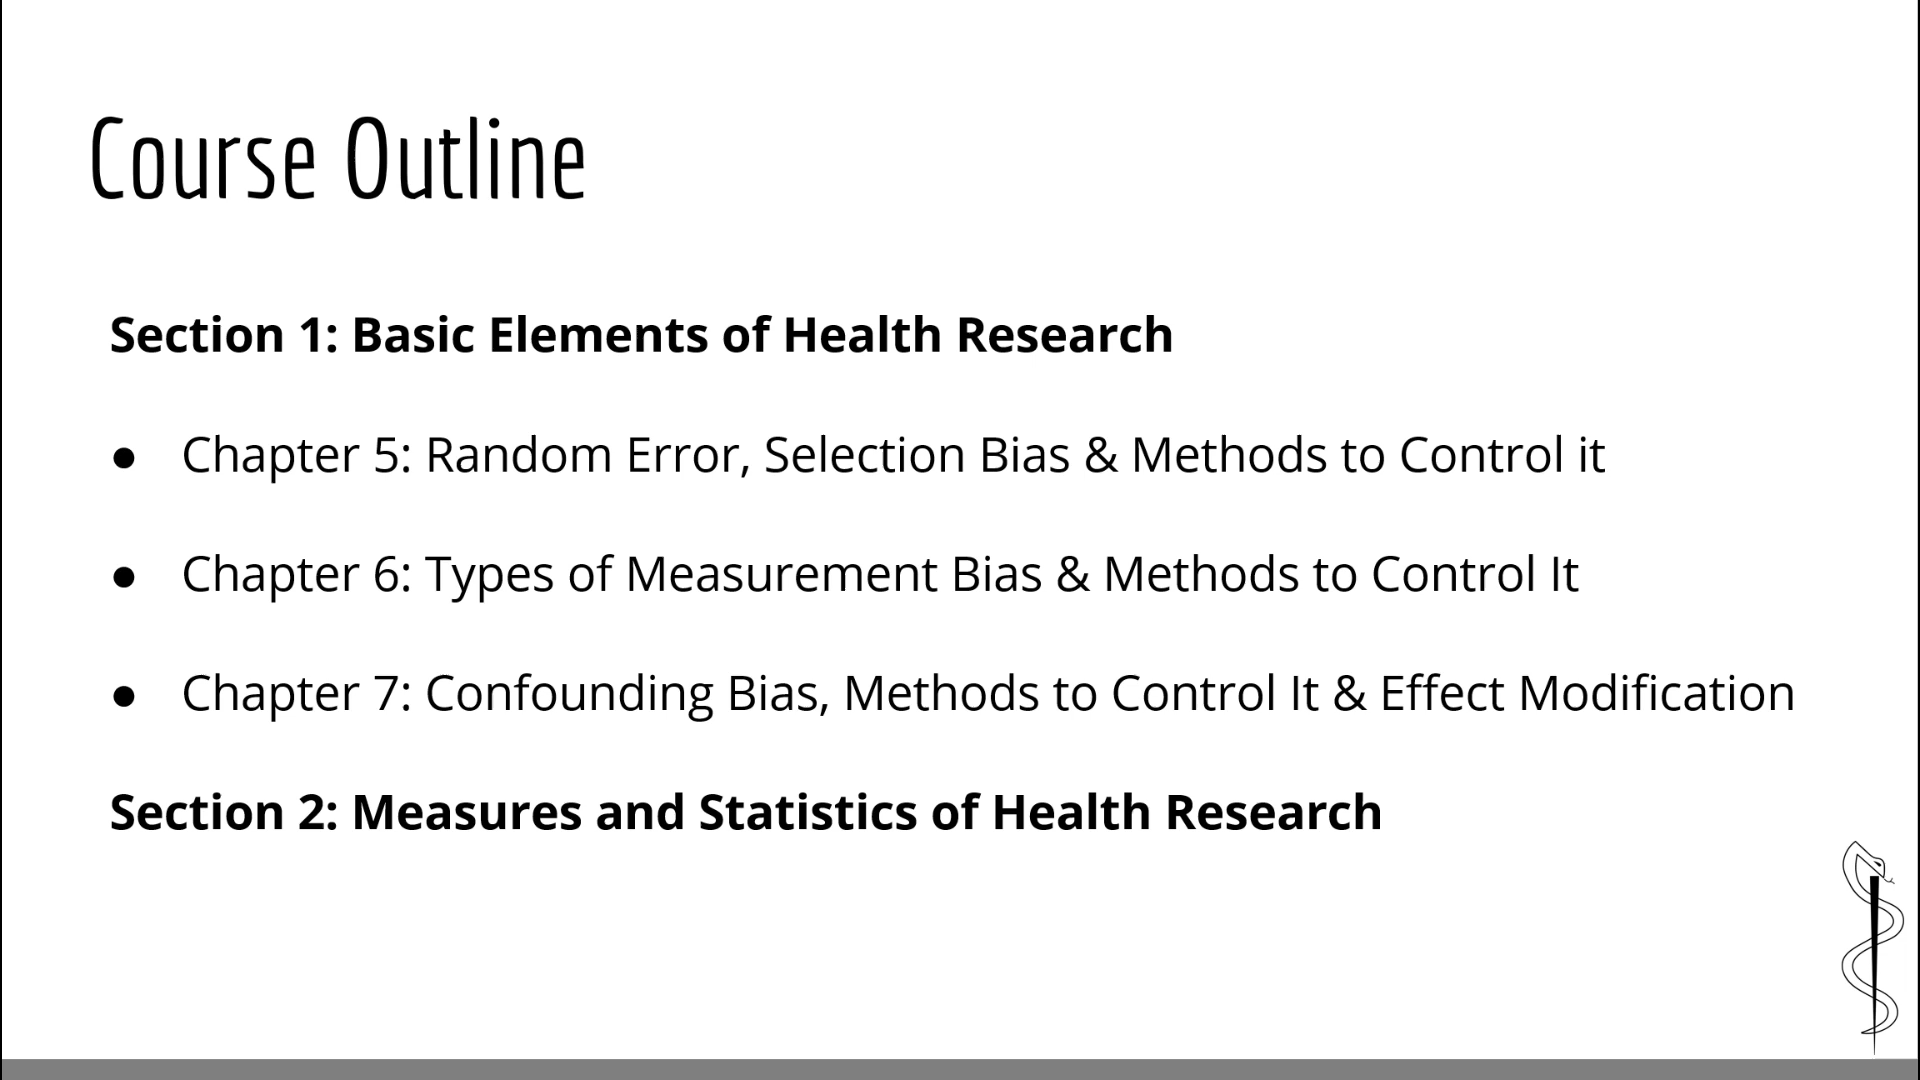 Course Outline
Section 1: Basic Elements of Health Research
● Chapter 5: Random Error, Selection Bias & Methods to Control it
● Chapter 6: Types of Measurement Bias & Methods to Control It
● Chapter 7: Confounding Bias, Methods to Control It & Effect Modification
Section 2: Measures and Statistics of Health Research